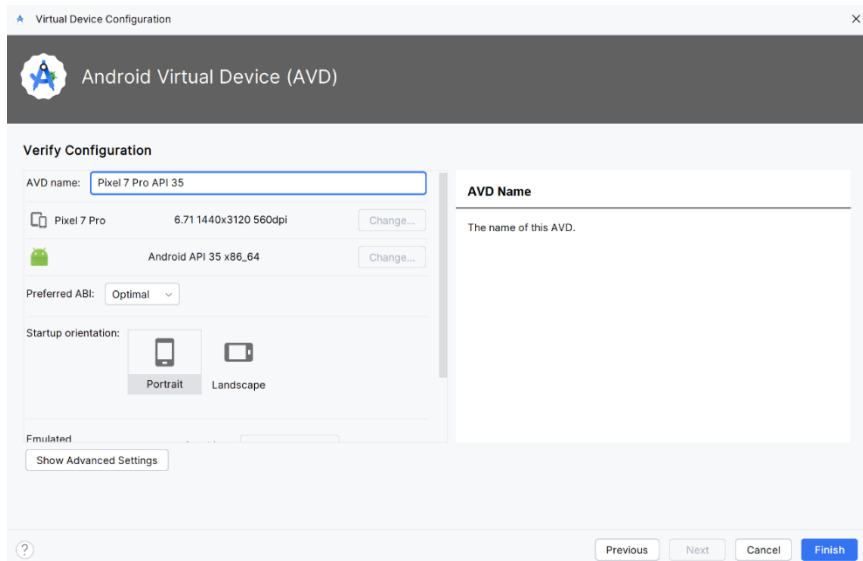 Virtual Device Configuration
Android Virtual Device (AVD)
Verify Configuration
AVD name: Pixel 7 Pro API 35
Pixel 7 Pro 6.71 1440x3120 560dpi Change...
Android API 35 x86_64 Change...
Preferred ABI: Optimal
Startup orientation:
Portrait Landscape
Emulated
Show Advanced Settings
AVD Name
The name of this AVD.
? Previous Next Cancel Finish